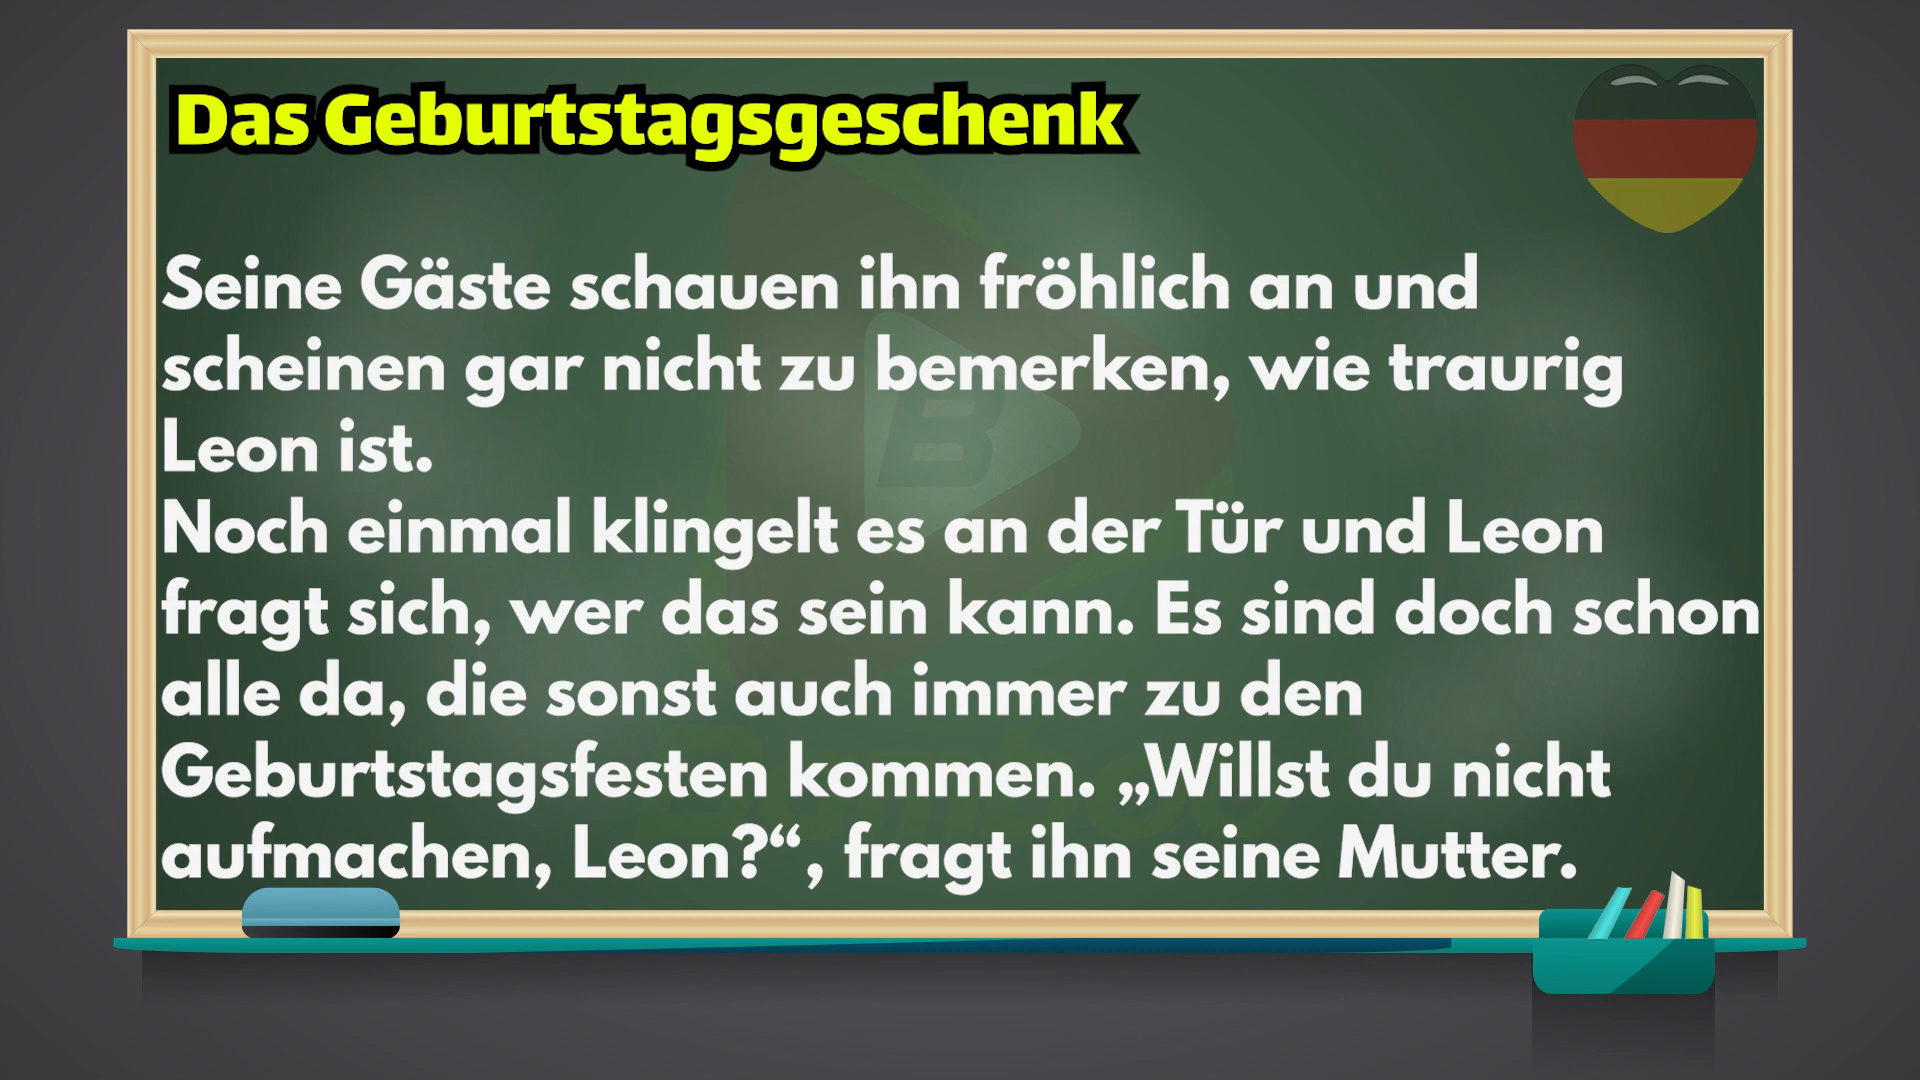 Das Geburtstagsgeschenk
Seine Gäste schauen ihn fröhlich an und
scheinen gar nicht zu bemerken, wie traurig
Leon ist.
Noch einmal klingelt es an der Tür und Leon
fragt sich, wer das sein kann. Es sind doch schon
alle da, die sonst auch immer zu den
Geburtstagsfesten kommen. „Willst du nicht
aufmachen, Leon?“, fragt ihn seine Mutter.